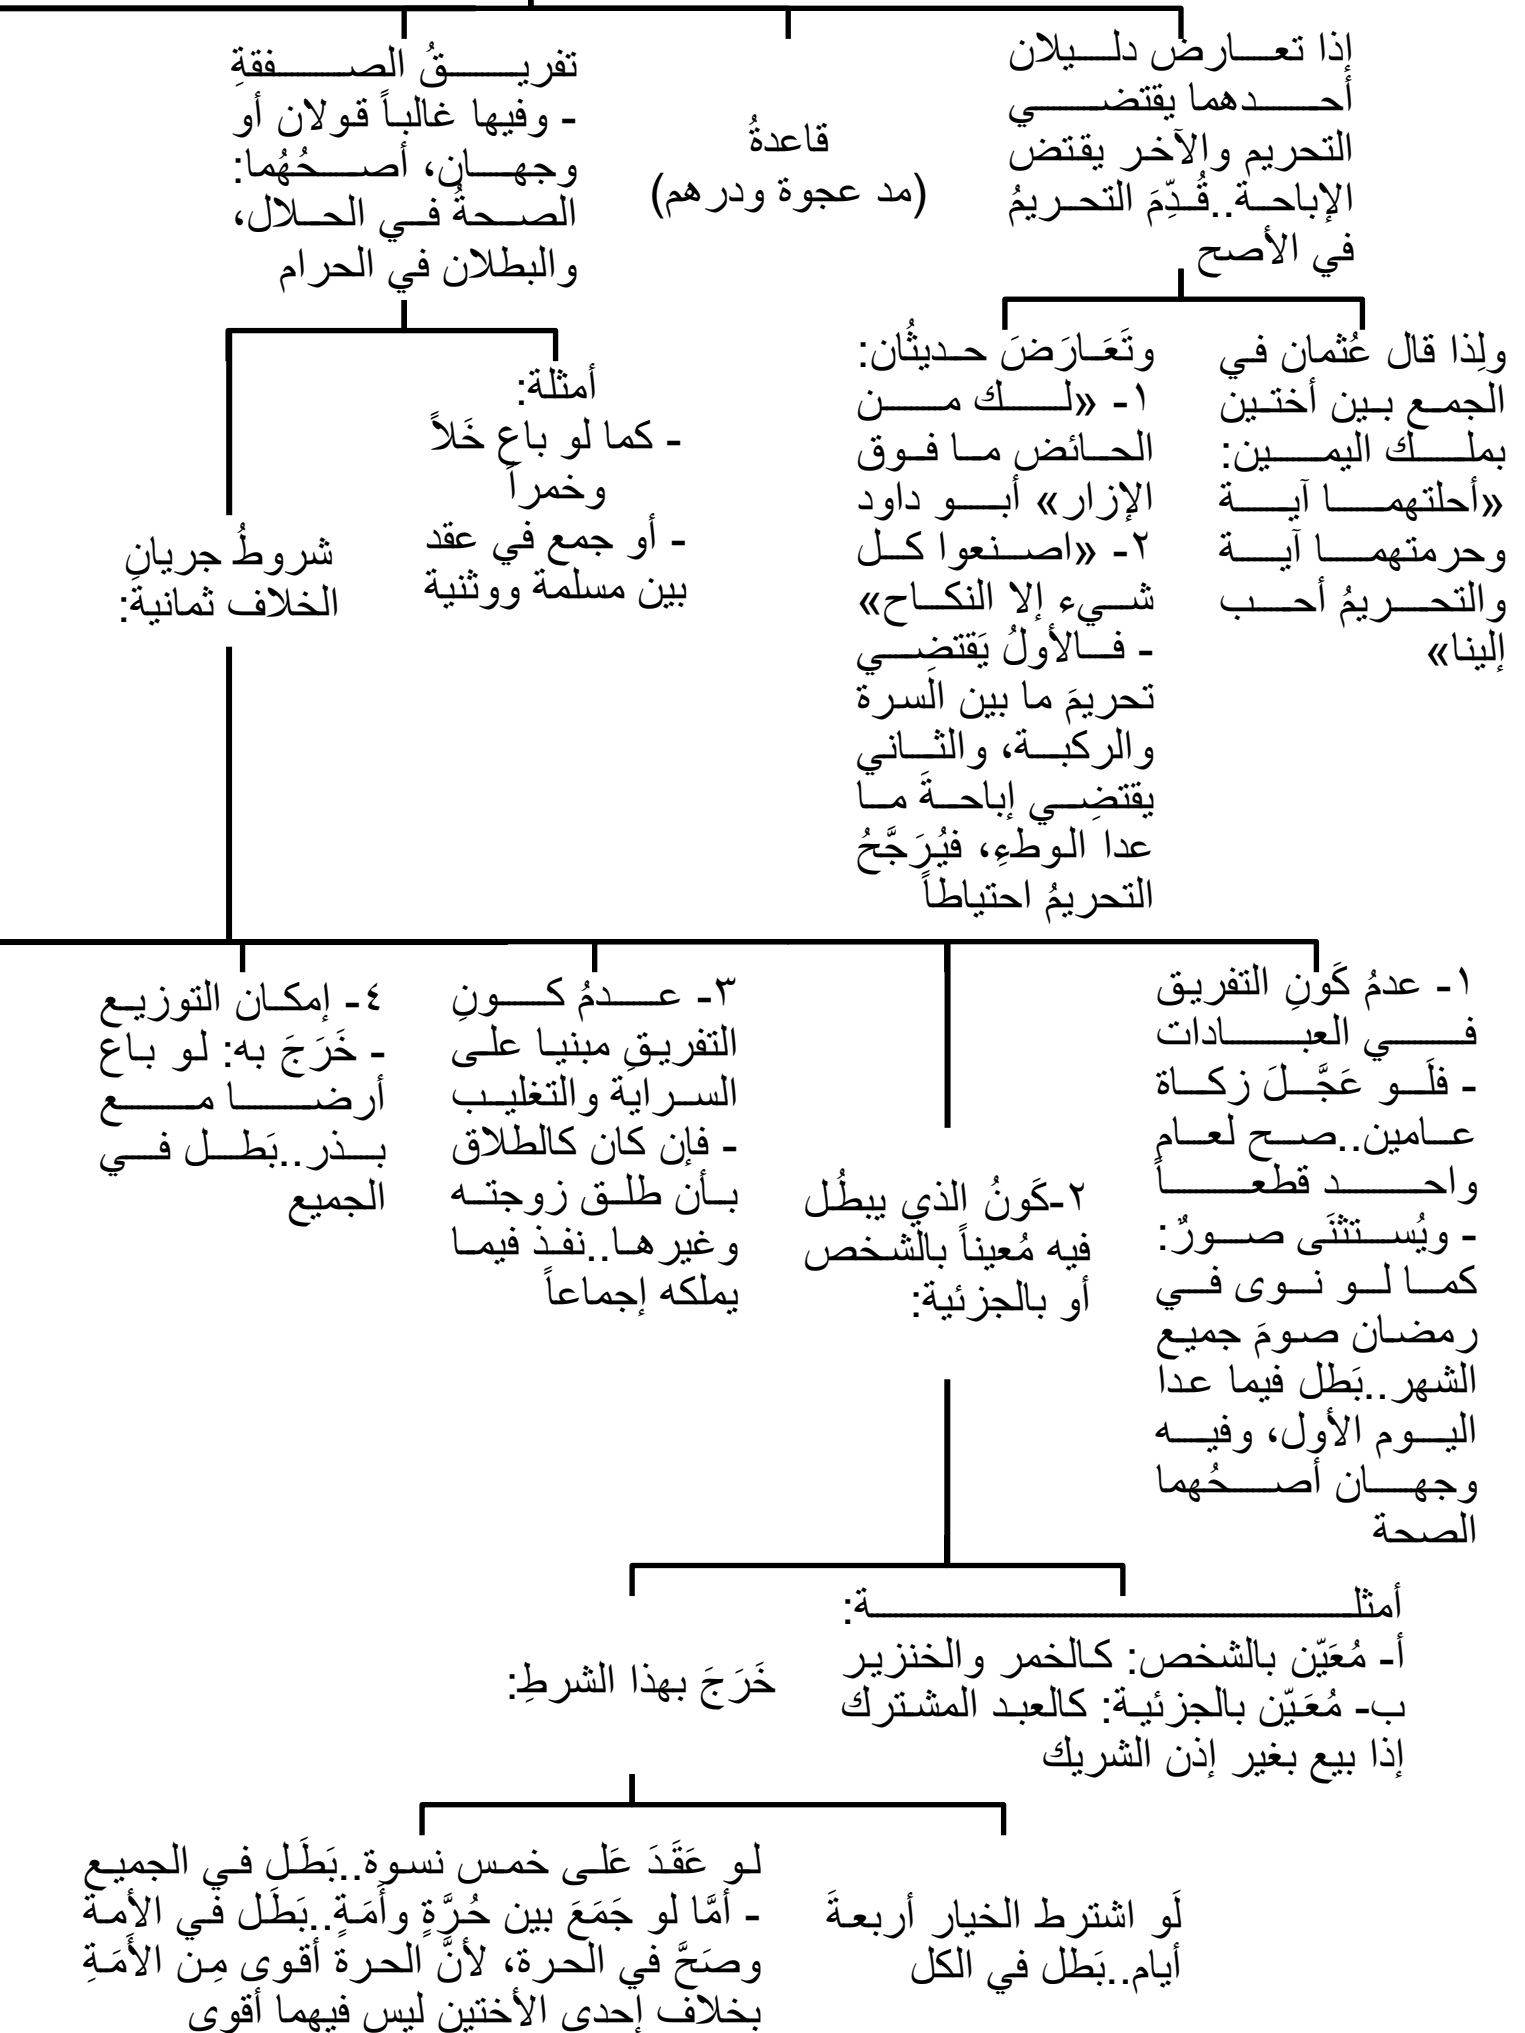 إذا تعارض دليلان
أحدهما يقتضي
التحريم والآخر يقتض
الإباحة..قُدِّمَ التحريمُ
في الأصح
قاعدةُ
(مد عجوة ودرهم)
تفريقُ الصفقةِ
- وفيها غالباً قولان أو
وجهان، أصحُهُما:
الصحةُ في الحلال،
والبطلان في الحرام
ولِذا قال عُثمان في
الجمع بين أختين
بملك اليمين:
«أحلتهما آية
وحرمتهما آية
والتحريمُ أحب
إلينا»
وتَعَارَضَ حديثُان:
١- «لك من
الحائض ما فوق
الإزار» أبو داود
٢- «اصنعوا كل
شيء إلا النكاح»
- فالأولُ يَقتضِي
تحريمَ ما بين السرة
والركبة، والثاني
يقتضِي إباحةَ ما
عدا الوطءِ، فيُرَجَّحُ
التحريمُ احتياطاً
أمثلة:
- كما لو باع خَلاً
وخمراً
- أو جمع في عقد
بين مسلمة ووثنية
شروطُ جريانِ
الخلاف ثمانيةَ:
١- عدمُ كَونِ التفريق
في العبادات
- فلَو عَجَّلَ زكاة
عامين..صح لعام
واحد قطعاً
- ويُستثنَى صورٌ:
كما لو نوى في
رمضان صومَ جميع
الشهر..بَطل فيما عدا
اليوم الأول، وفيه
وجهان أصحُهما
الصحة
٢-كَونُ الذي يبطُل
فيه مُعيناً بالشخص
أو بالجزئية:
٣- عدمُ كونِ
التفريقِ مبنيا على
السراية والتغليب
- فإن كان كالطلاق
بأن طلق زوجته
وغيرها..نفذ فيما
يملكه إجماعاً
٤- إمكان التوزيع
- خَرَجَ به: لو باع
أرضا مع
بذر..بَطل في
الجميع
أمثلة:
أ- مُعَيّن بالشخص: كالخمر والخنزير
ب- مُعَيّن بالجزئية: كالعبد المشترك
إذا بيع بغير إذن الشريك
خَرَجَ بهذا الشرطِ:
لَو اشترط الخيار أربعةَ
أيام..بَطل في الكل
لو عَقَدَ عَلى خمس نسوة..بَطَل في الجميع
- أمَّا لو جَمَعَ بين حُرَّةٍ وأَمَةٍ..بَطَل في الأمة
وصَحَّ في الحرة، لأنَّ الحرةَ أقوى مِن الأَمَةِ
بخلاف إحدى الأختين ليس فيهما أقوى